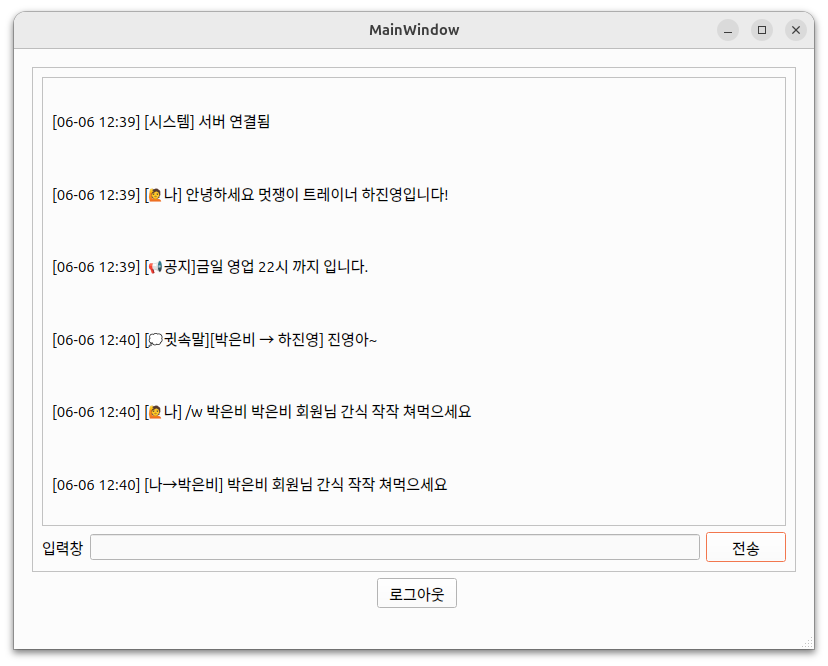 MainWindow
[06-06 12:39] [시스템] 서버 연결됨
[06-06 12:39] [🙋나] 안녕하세요 멋쟁이 트레이너 하진영입니다!
[06-06 12:39] [📢공지]금일 영업 22시 까지 입니다.
[06-06 12:40] [💭귓속말][박은비 → 하진영] 진영아~
[06-06 12:40] [🙋나] /w 박은비 박은비 회원님 간식 작작 쳐먹으세요
[06-06 12:40] [나→박은비] 박은비 회원님 간식 작작 쳐먹으세요
입력창 전송
로그아웃